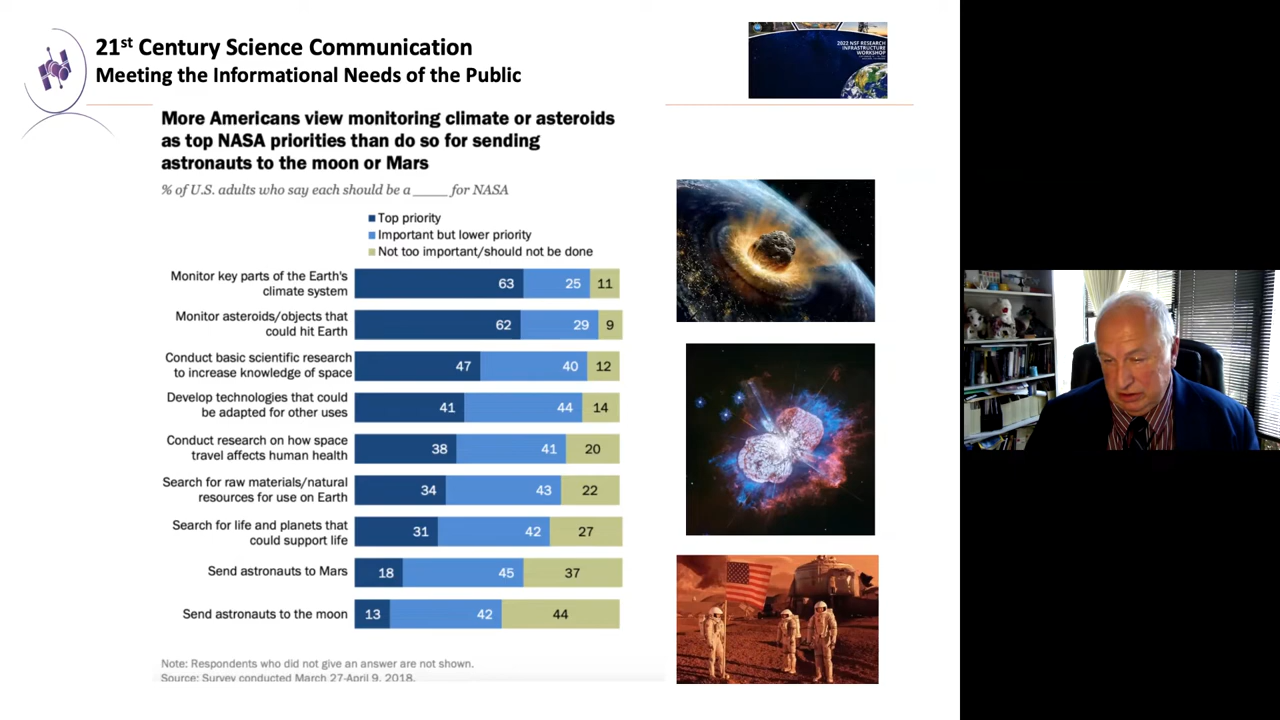 21st Century Science Communication
Meeting the Informational Needs of the Public
2022 NSF RESEARCH
INFRASTRUCTURE
WORKSHOP
More Americans view monitoring climate or asteroids
as top NASA priorities than do so for sending
astronauts to the moon or Mars
% of U.S. adults who say each should be a _____ for NASA
Top priority
Important but lower priority
Not too important/should not be done
Monitor key parts of the Earth's
climate system
63 25 11
Monitor asteroids/objects that
could hit Earth
62 29 9
Conduct basic scientific research
to increase knowledge of space
47 40 12
Develop technologies that could
be adapted for other uses
41 44 14
Conduct research on how space
travel affects human health
38 41 20
Search for raw materials/natural
resources for use on Earth
34 43 22
Search for life and planets that
could support life
31 42 27
Send astronauts to Mars
18 45 37
Send astronauts to the moon
13 42 44
Note: Respondents who did not give an answer are not shown.
Source: Survey conducted March 27-April 9, 2018.